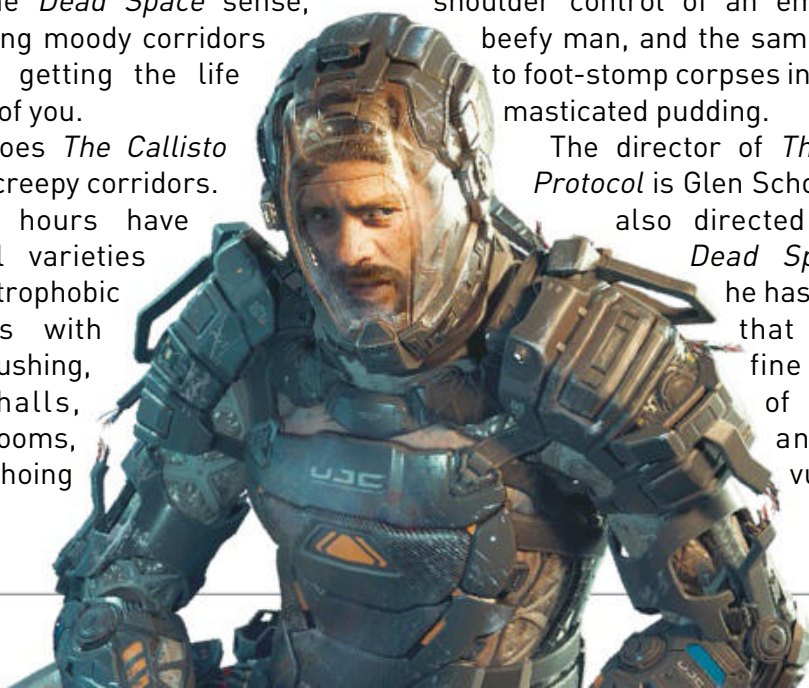 he Dead Space sense,
ng moody corridors
getting the life
of you.
oes The Callisto
creepy corridors.
hours have
l varieties
trophobic
s with
ushing,
halls,
ooms,
hoing
shoulder control of an em
beefy man, and the sam
to foot-stomp corpses in
masticated pudding.
The director of Th
Protocol is Glen Scho
also directed
Dead Sp
he has
that
fine
of
an
vu
UJC
UJC